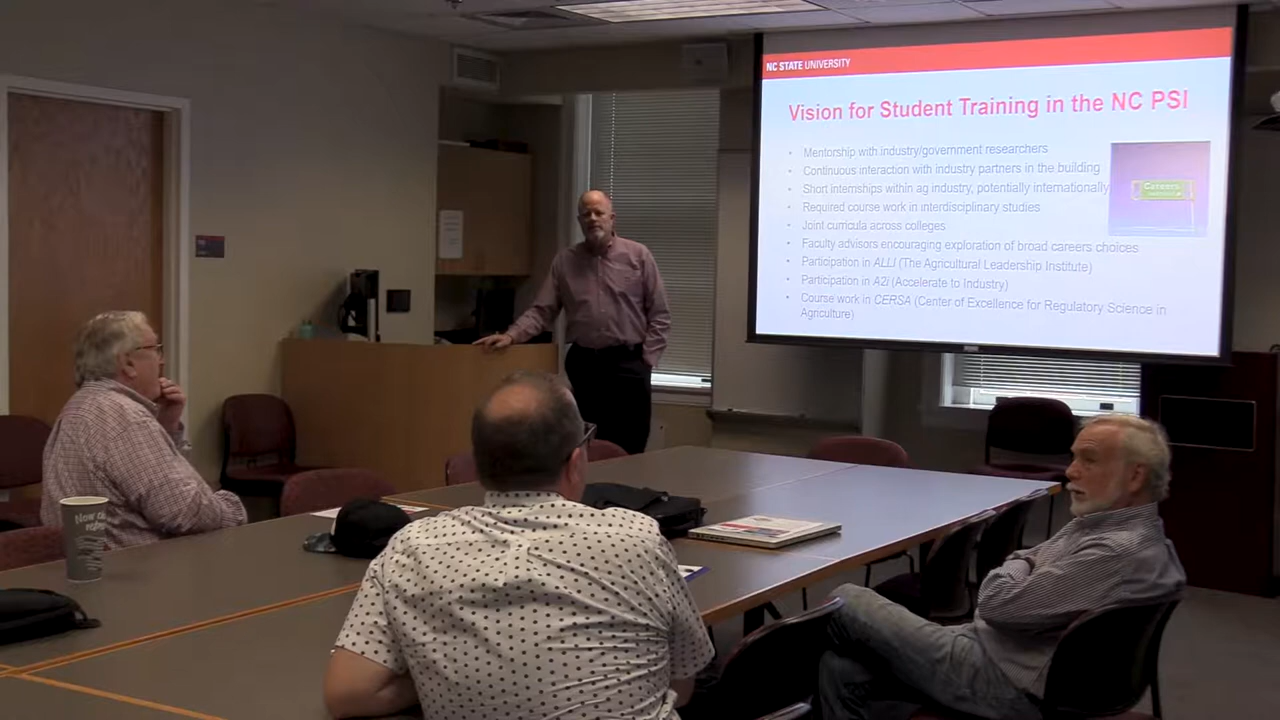 NC STATE UNIVERSITY
Vision for Student Training in the NC PSI
• Mentorship with industry/government researchers
• Continuous interaction with industry partners in the building
• Short internships within ag industry, potentially internationally
• Required course work in interdisciplinary studies
• Joint curricula across colleges
• Faculty advisors encouraging exploration of broad careers choices
• Participation in ALLI (The Agricultural Leadership Institute)
• Participation in A2i (Accelerate to Industry)
• Course work in CERSA (Center of Excellence for Regulatory Science in
Agriculture)
Careers
Now